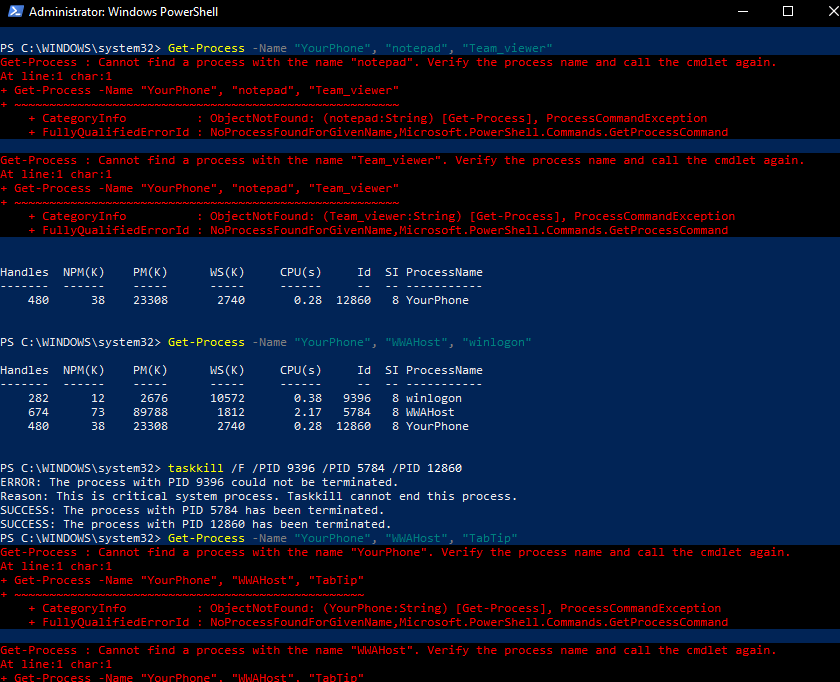 Administrator: Windows PowerShell
PS C:\WINDOWS\system32> Get-Process -Name "YourPhone", "notepad", "Team_viewer"
Get-Process : Cannot find a process with the name "notepad". Verify the process name and call the cmdlet again.
At line:1 char:1
+ Get-Process -Name "YourPhone", "notepad", "Team_viewer"
+ ~~~~~~~~~~~~~~~~~~~~~~~~~~~~~~~~~~~~~~~~~~~~~~~~~~~~~~~
    + CategoryInfo          : ObjectNotFound: (notepad:String) [Get-Process], ProcessCommandException
    + FullyQualifiedErrorId : NoProcessFoundForGivenName,Microsoft.PowerShell.Commands.GetProcessCommand
Get-Process : Cannot find a process with the name "Team_viewer". Verify the process name and call the cmdlet again.
At line:1 char:1
+ Get-Process -Name "YourPhone", "notepad", "Team_viewer"
+ ~~~~~~~~~~~~~~~~~~~~~~~~~~~~~~~~~~~~~~~~~~~~~~~~~~~~~~~
    + CategoryInfo          : ObjectNotFound: (Team_viewer:String) [Get-Process], ProcessCommandException
    + FullyQualifiedErrorId : NoProcessFoundForGivenName,Microsoft.PowerShell.Commands.GetProcessCommand
Handles  NPM(K)    PM(K)      WS(K)     CPU(s)     Id  SI ProcessName
-------  ------    -----      -----     ------     --  -- -----------
    480      38    23308       2740       0.28  12860   8 YourPhone
PS C:\WINDOWS\system32> Get-Process -Name "YourPhone", "WWAHost", "winlogon"
Handles  NPM(K)    PM(K)      WS(K)     CPU(s)     Id  SI ProcessName
-------  ------    -----      -----     ------     --  -- -----------
    282      12     2676      10572       0.38   9396   8 winlogon
    674      73    89788       1812       2.17   5784   8 WWAHost
    480      38    23308       2740       0.28  12860   8 YourPhone
PS C:\WINDOWS\system32> taskkill /F /PID 9396 /PID 5784 /PID 12860
ERROR: The process with PID 9396 could not be terminated.
Reason: This is critical system process. Taskkill cannot end this process.
SUCCESS: The process with PID 5784 has been terminated.
SUCCESS: The process with PID 12860 has been terminated.
PS C:\WINDOWS\system32> Get-Process -Name "YourPhone", "WWAHost", "TabTip"
Get-Process : Cannot find a process with the name "YourPhone". Verify the process name and call the cmdlet again.
At line:1 char:1
+ Get-Process -Name "YourPhone", "WWAHost", "TabTip"
+ ~~~~~~~~~~~~~~~~~~~~~~~~~~~~~~~~~~~~~~~~~~~~~~~~~~
    + CategoryInfo          : ObjectNotFound: (YourPhone:String) [Get-Process], ProcessCommandException
    + FullyQualifiedErrorId : NoProcessFoundForGivenName,Microsoft.PowerShell.Commands.GetProcessCommand
Get-Process : Cannot find a process with the name "WWAHost". Verify the process name and call the cmdlet again.
At line:1 char:1
+ Get-Process -Name "YourPhone", "WWAHost", "TabTip"